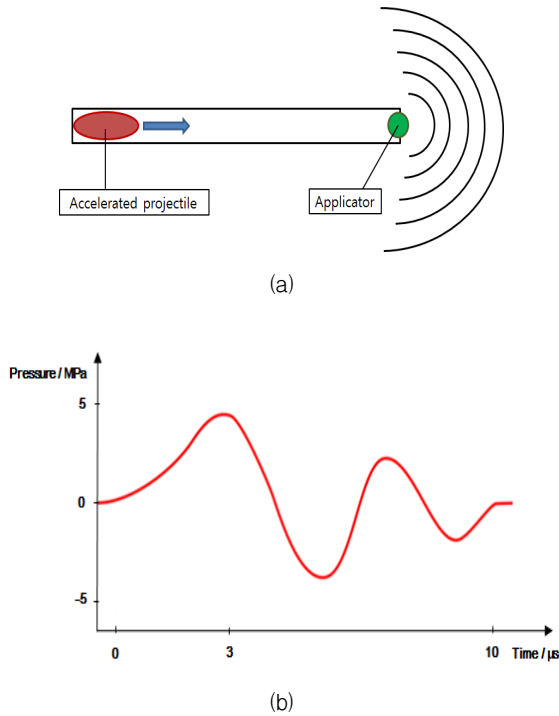 Accelerated projectile
Applicator
(a)
Pressure / MPa
5
0
-5
0
3
10
Time / μs
(b)